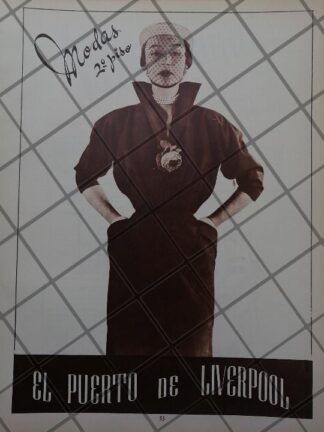 Modas
2º piso
EL PUERTO DE LIVERPOOL